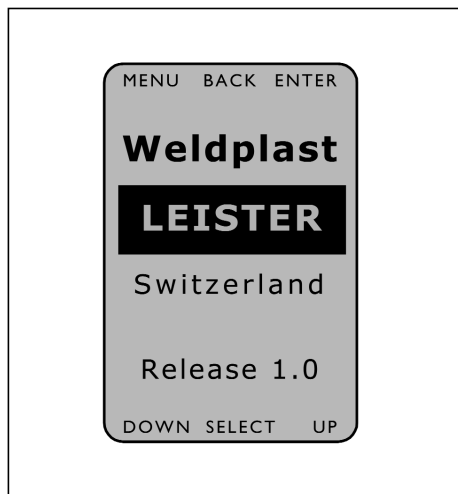 MENU BACK ENTER
Weldplast
LEISTER
Switzerland
Release 1.0
DOWN SELECT UP